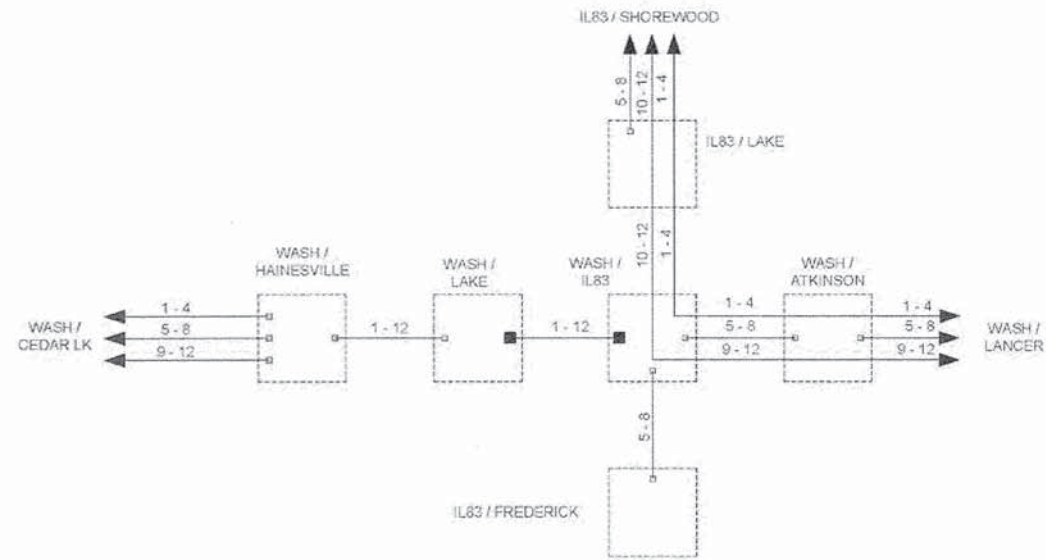 IL83 / SHOREWOOD
5 - 8
10 - 12
1 - 4
IL83 / LAKE
10 - 12
1 - 4
WASH /
HAINESVILLE
WASH /
LAKE
WASH /
IL83
WASH /
ATKINSON
WASH /
CEDAR LK
1 - 4
5 - 8
9 - 12
1 - 12
1 - 12
1 - 4
5 - 8
9 - 12
1 - 4
5 - 8
9 - 12
WASH /
LANCER
5 - 8
IL83 / FREDERICK